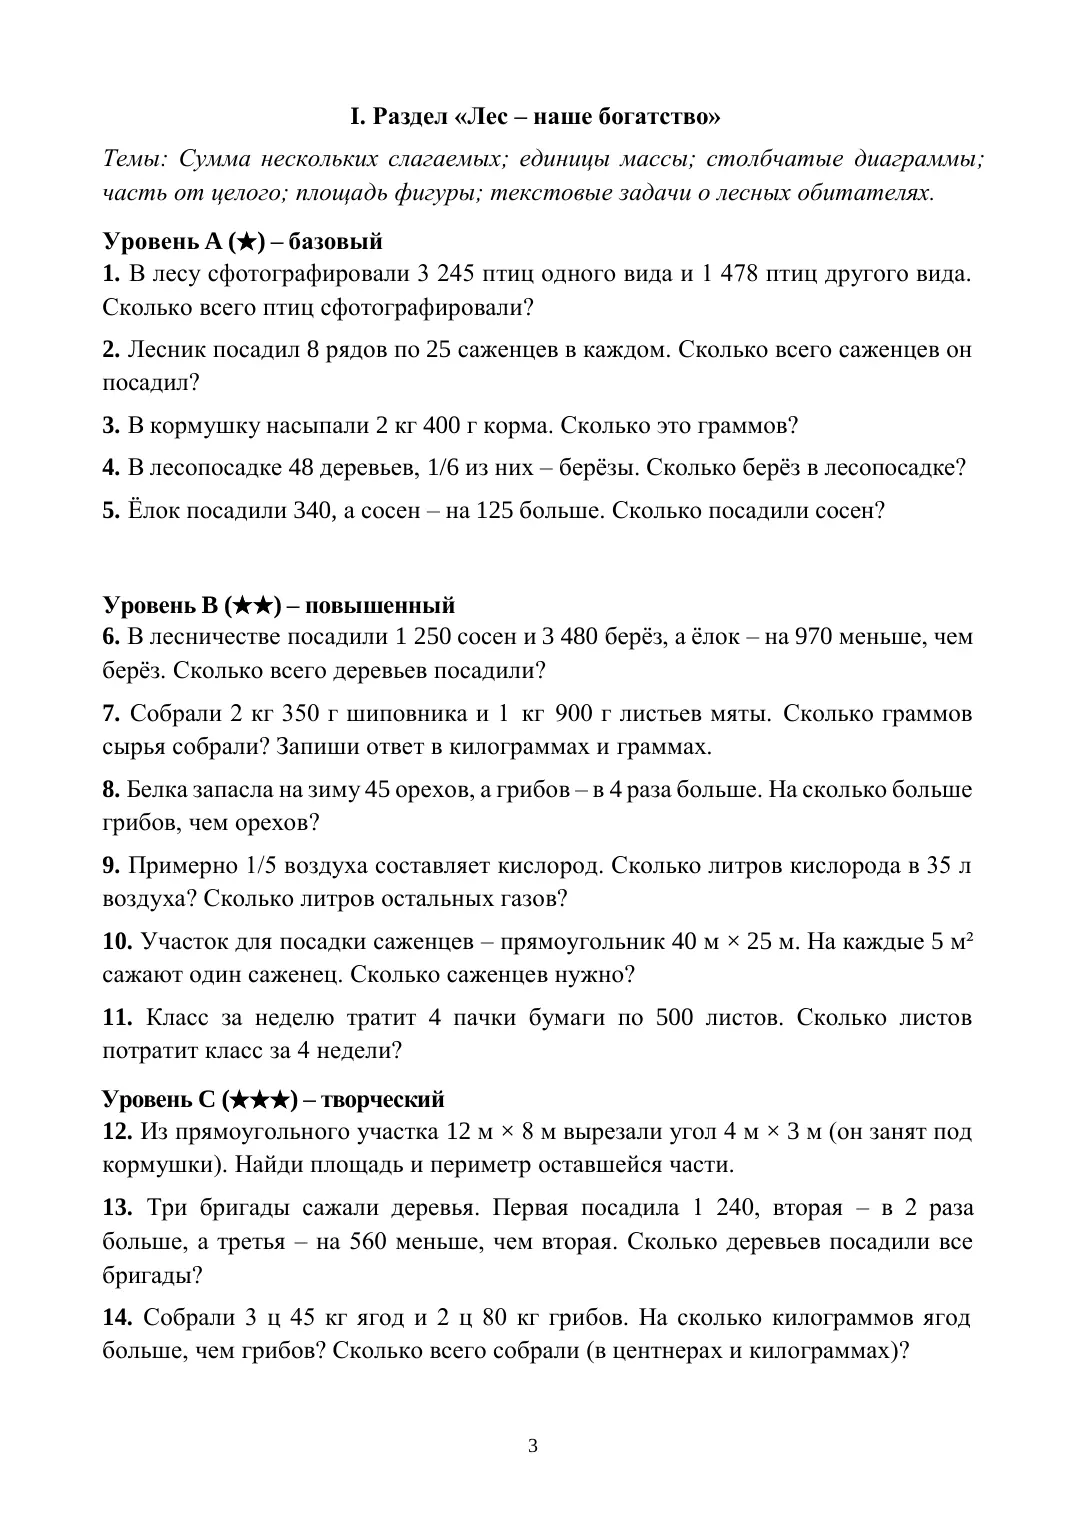 I. Раздел «Лес – наше богатство»
Темы: Сумма нескольких слагаемых; единицы массы; столбчатые диаграммы;
часть от целого; площадь фигуры; текстовые задачи о лесных обитателях.
Уровень А (★) – базовый
1. В лесу сфотографировали 3 245 птиц одного вида и 1 478 птиц другого вида.
Сколько всего птиц сфотографировали?
2. Лесник посадил 8 рядов по 25 саженцев в каждом. Сколько всего саженцев он
посадил?
3. В кормушку насыпали 2 кг 400 г корма. Сколько это граммов?
4. В лесопосадке 48 деревьев, 1/6 из них – берёзы. Сколько берёз в лесопосадке?
5. Ёлок посадили 340, а сосен – на 125 больше. Сколько посадили сосен?
Уровень В (★★) – повышенный
6. В лесничестве посадили 1 250 сосен и 3 480 берёз, а ёлок – на 970 меньше, чем
берёз. Сколько всего деревьев посадили?
7. Собрали 2 кг 350 г шиповника и 1 кг 900 г листьев мяты. Сколько граммов
сырья собрали? Запиши ответ в килограммах и граммах.
8. Белка запасла на зиму 45 орехов, а грибов – в 4 раза больше. На сколько больше
грибов, чем орехов?
9. Примерно 1/5 воздуха составляет кислород. Сколько литров кислорода в 35 л
воздуха? Сколько литров остальных газов?
10. Участок для посадки саженцев – прямоугольник 40 м × 25 м. На каждые 5 м²
сажают один саженец. Сколько саженцев нужно?
11. Класс за неделю тратит 4 пачки бумаги по 500 листов. Сколько листов
потратит класс за 4 недели?
Уровень С (★★★) – творческий
12. Из прямоугольного участка 12 м × 8 м вырезали угол 4 м × 3 м (он занят под
кормушки). Найди площадь и периметр оставшейся части.
13. Три бригады сажали деревья. Первая посадила 1 240, вторая – в 2 раза
больше, а третья – на 560 меньше, чем вторая. Сколько деревьев посадили все
бригады?
14. Собрали 3 ц 45 кг ягод и 2 ц 80 кг грибов. На сколько килограммов ягод
больше, чем грибов? Сколько всего собрали (в центнерах и килограммах)?
3